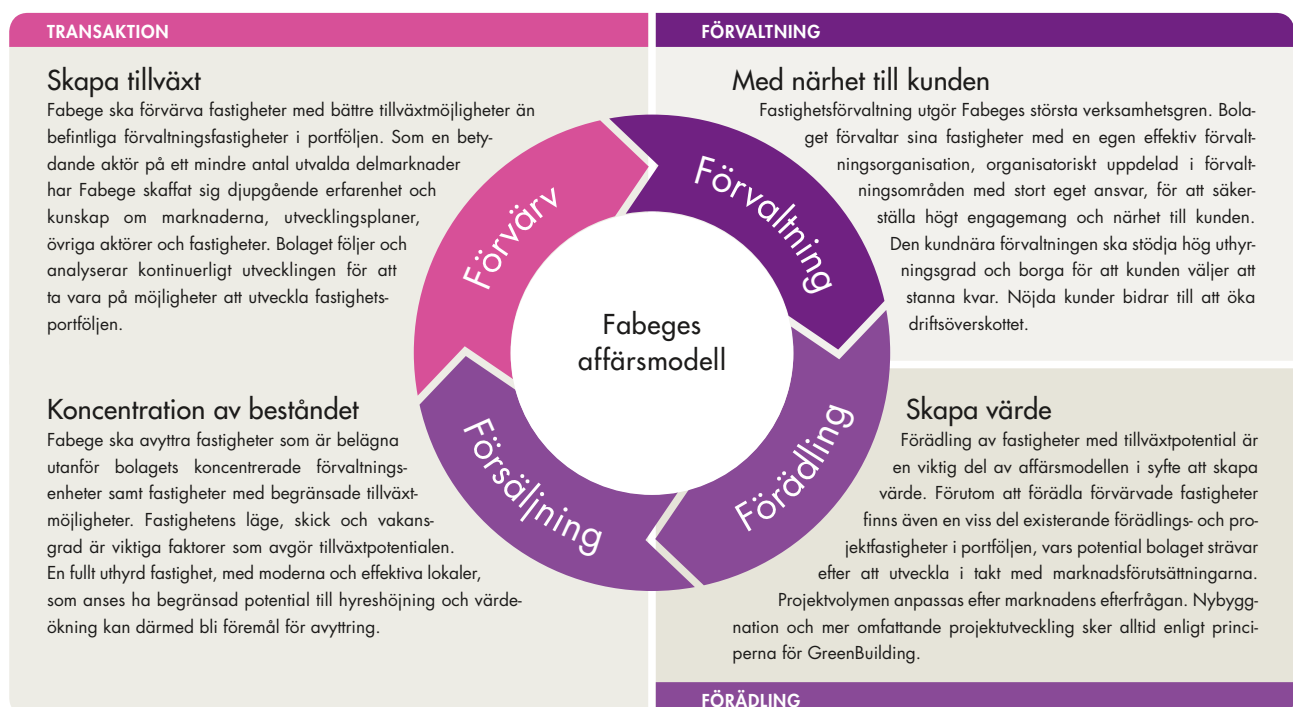 TRANSAKTION
Skapa tillväxt
Fabege ska förvärva fastigheter med bättre tillväxtmöjligheter än
befintliga förvaltningsfastigheter i portföljen. Som en bety-
dande aktör på ett mindre antal utvalda delmarknader
har Fabege skaffat sig djupgående erfarenhet och
kunskap om marknaderna, utvecklingsplaner,
övriga aktörer och fastigheter. Bolaget följer och
analyserar kontinuerligt utvecklingen för att
ta vara på möjligheter att utveckla fastighets-
portföljen.
Koncentration av beståndet
Fabege ska avyttra fastigheter som är belägna
utanför bolagets koncentrerade förvaltnings-
enheter samt fastigheter med begränsade tillväxt-
möjligheter. Fastighetens läge, skick och vakans-
grad är viktiga faktorer som avgör tillväxtpotentialen.
En fullt uthyrd fastighet, med moderna och effektiva lokaler,
som anses ha begränsad potential till hyreshöjning och värde-
ökning kan därmed bli föremål för avyttring.
Förvärv
Förvaltning
Försäljning
Förädling
Fabeges
affärsmodell
FÖRVALTNING
Med närhet till kunden
Fastighetsförvaltning utgör Fabeges största verksamhetsgren. Bola-
get förvaltar sina fastigheter med en egen effektiv förvalt-
ningsorganisation, organisatoriskt uppdelad i förvalt-
ningsområden med stort eget ansvar, för att säker-
ställa högt engagemang och närhet till kunden.
Den kundnära förvaltningen ska stödja hög uthyr-
ningsgrad och borga för att kunden väljer att
stanna kvar. Nöjda kunder bidrar till att öka
driftsöverskottet.
Skapa värde
Förädling av fastigheter med tillväxtpotential är
en viktig del av affärsmodellen i syfte att skapa
värde. Förutom att förädla förvärvade fastigheter
finns även en viss del existerande förädlings- och pro-
jektfastigheter i portföljen, vars potential bolaget strävar
efter att utveckla i takt med marknadsförutsättningarna.
Projektvolymen anpassas efter marknadens efterfrågan. Nybygg-
nation och mer omfattande projektutveckling sker alltid enligt princi-
perna för GreenBuilding.
FÖRÄDLING